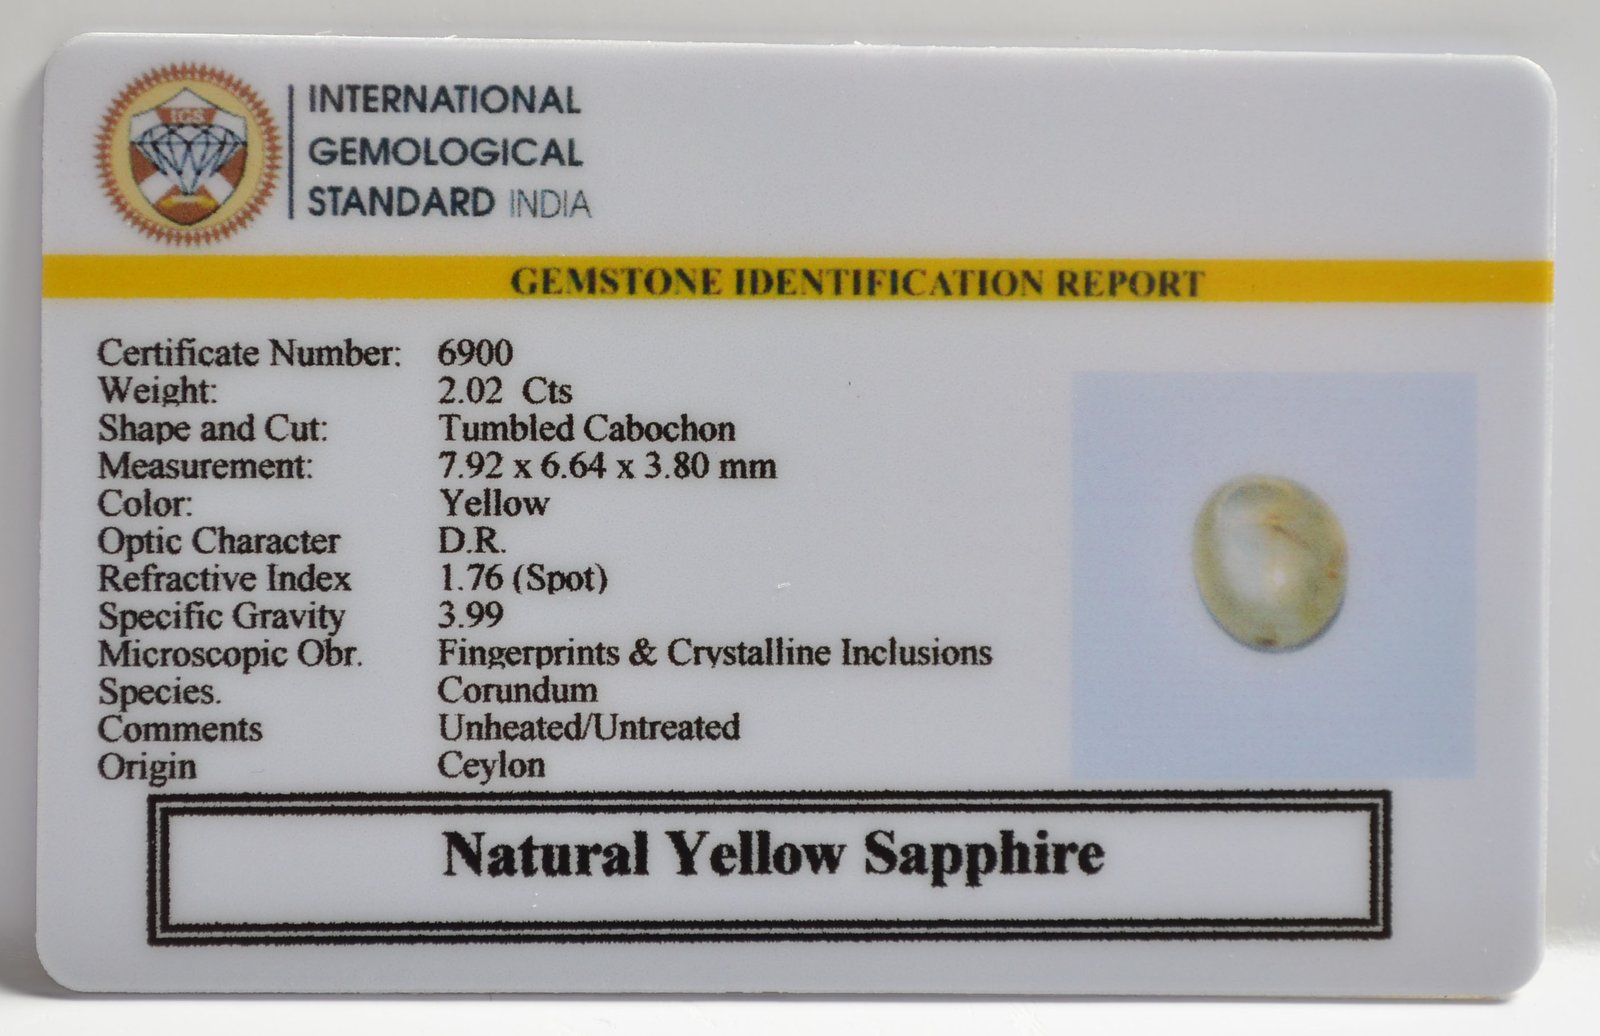 IGS
INTERNATIONAL
GEMOLOGICAL
STANDARD INDIA
GEMSTONE IDENTIFICATION REPORT
Certificate Number: 6900
Weight: 2.02 Cts
Shape and Cut: Tumbled Cabochon
Measurement: 7.92 x 6.64 x 3.80 mm
Color: Yellow
Optic Character D.R.
Refractive Index 1.76 (Spot)
Specific Gravity 3.99
Microscopic Obr. Fingerprints & Crystalline Inclusions
Species. Corundum
Comments Unheated/Untreated
Origin Ceylon
Natural Yellow Sapphire